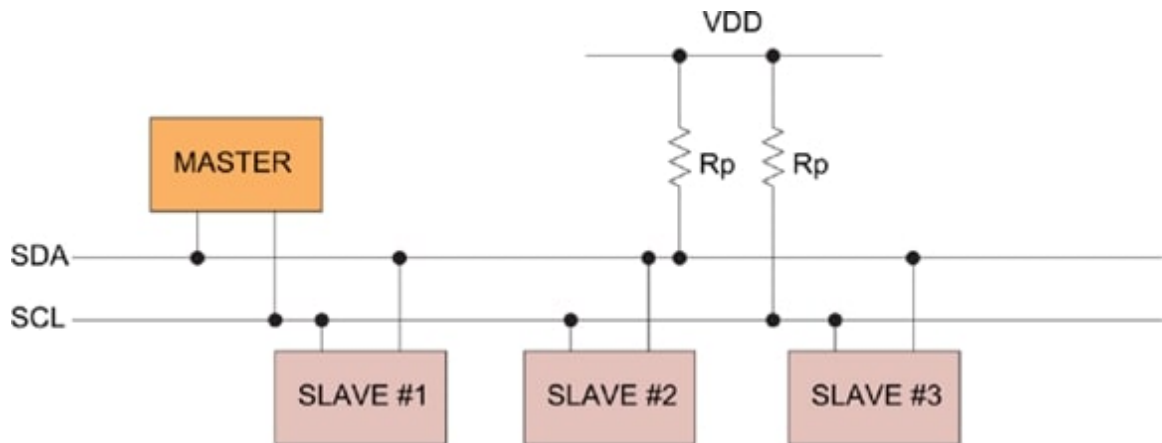 VDD
MASTER
Rp
Rp
SDA
SCL
SLAVE #1
SLAVE #2
SLAVE #3